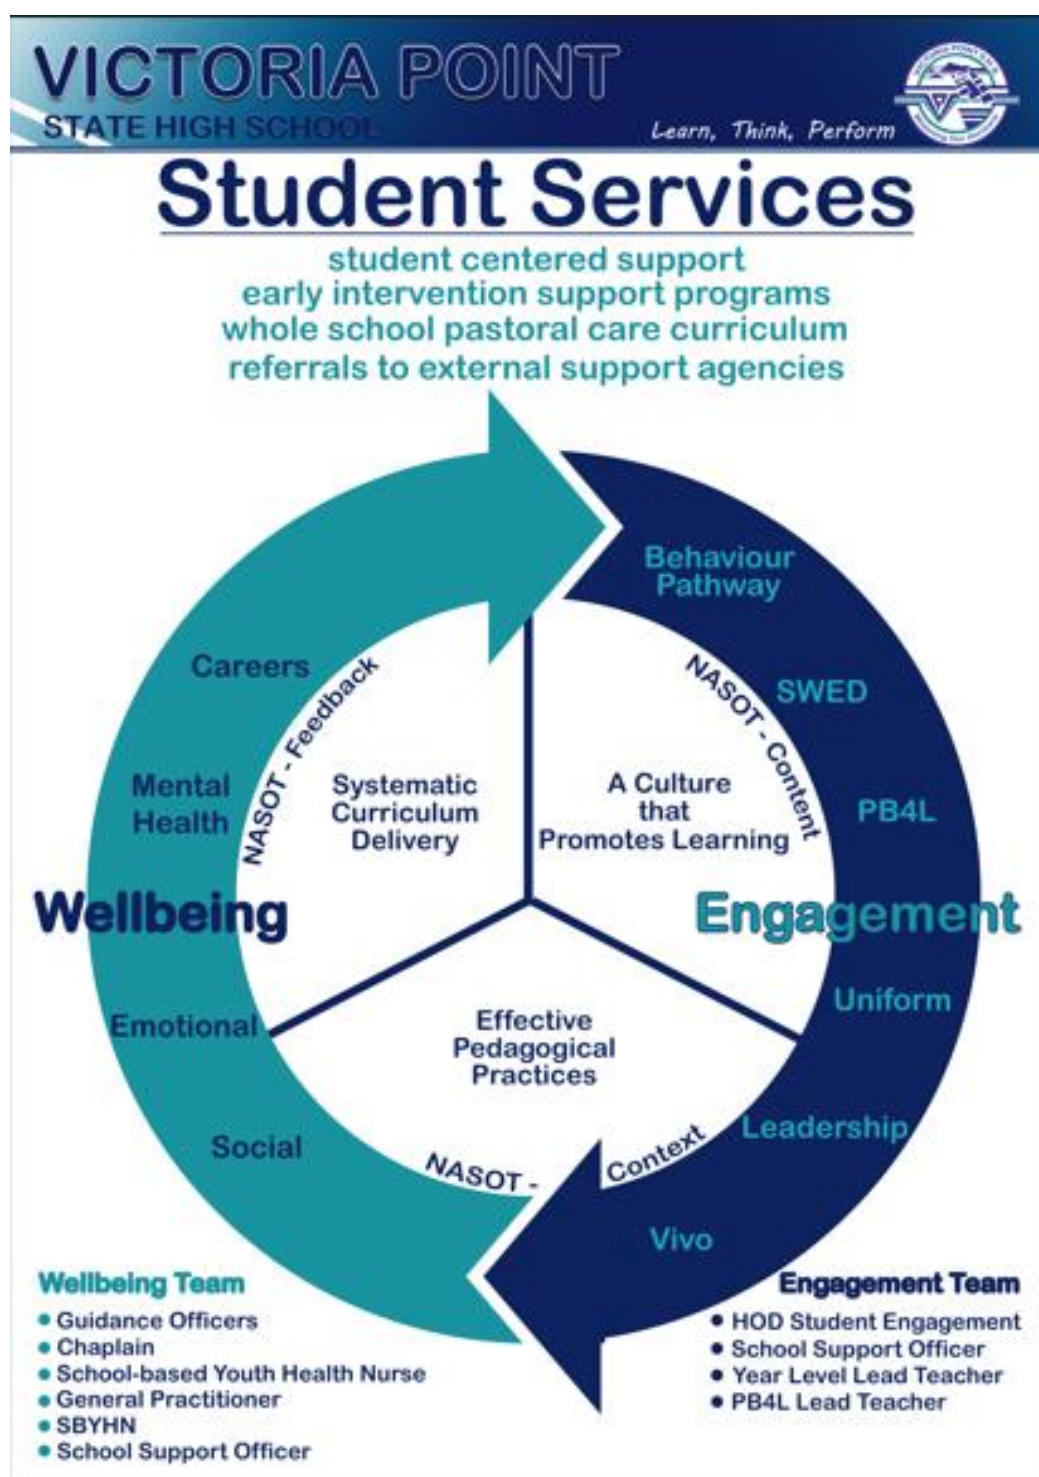 VICTORIA POINT
STATE HIGH SCHOOL
Learn, Think, Perform
Student Services
student centered support
early intervention support programs
whole school pastoral care curriculum
referrals to external support agencies
Behaviour
Pathway
SWED
PB4L
Engagement
Uniform
Leadership
Vivo
Careers
Mental
Health
Wellbeing
Emotional
Social
NASOT - Feedback
Systematic
Curriculum
Delivery
NASOT - Content
A Culture
that
Promotes Learning
Effective
Pedagogical
Practices
NASOT - Context
Wellbeing Team
• Guidance Officers
• Chaplain
• School-based Youth Health Nurse
• General Practitioner
• SBYHN
• School Support Officer
Engagement Team
• HOD Student Engagement
• School Support Officer
• Year Level Lead Teacher
• PB4L Lead Teacher